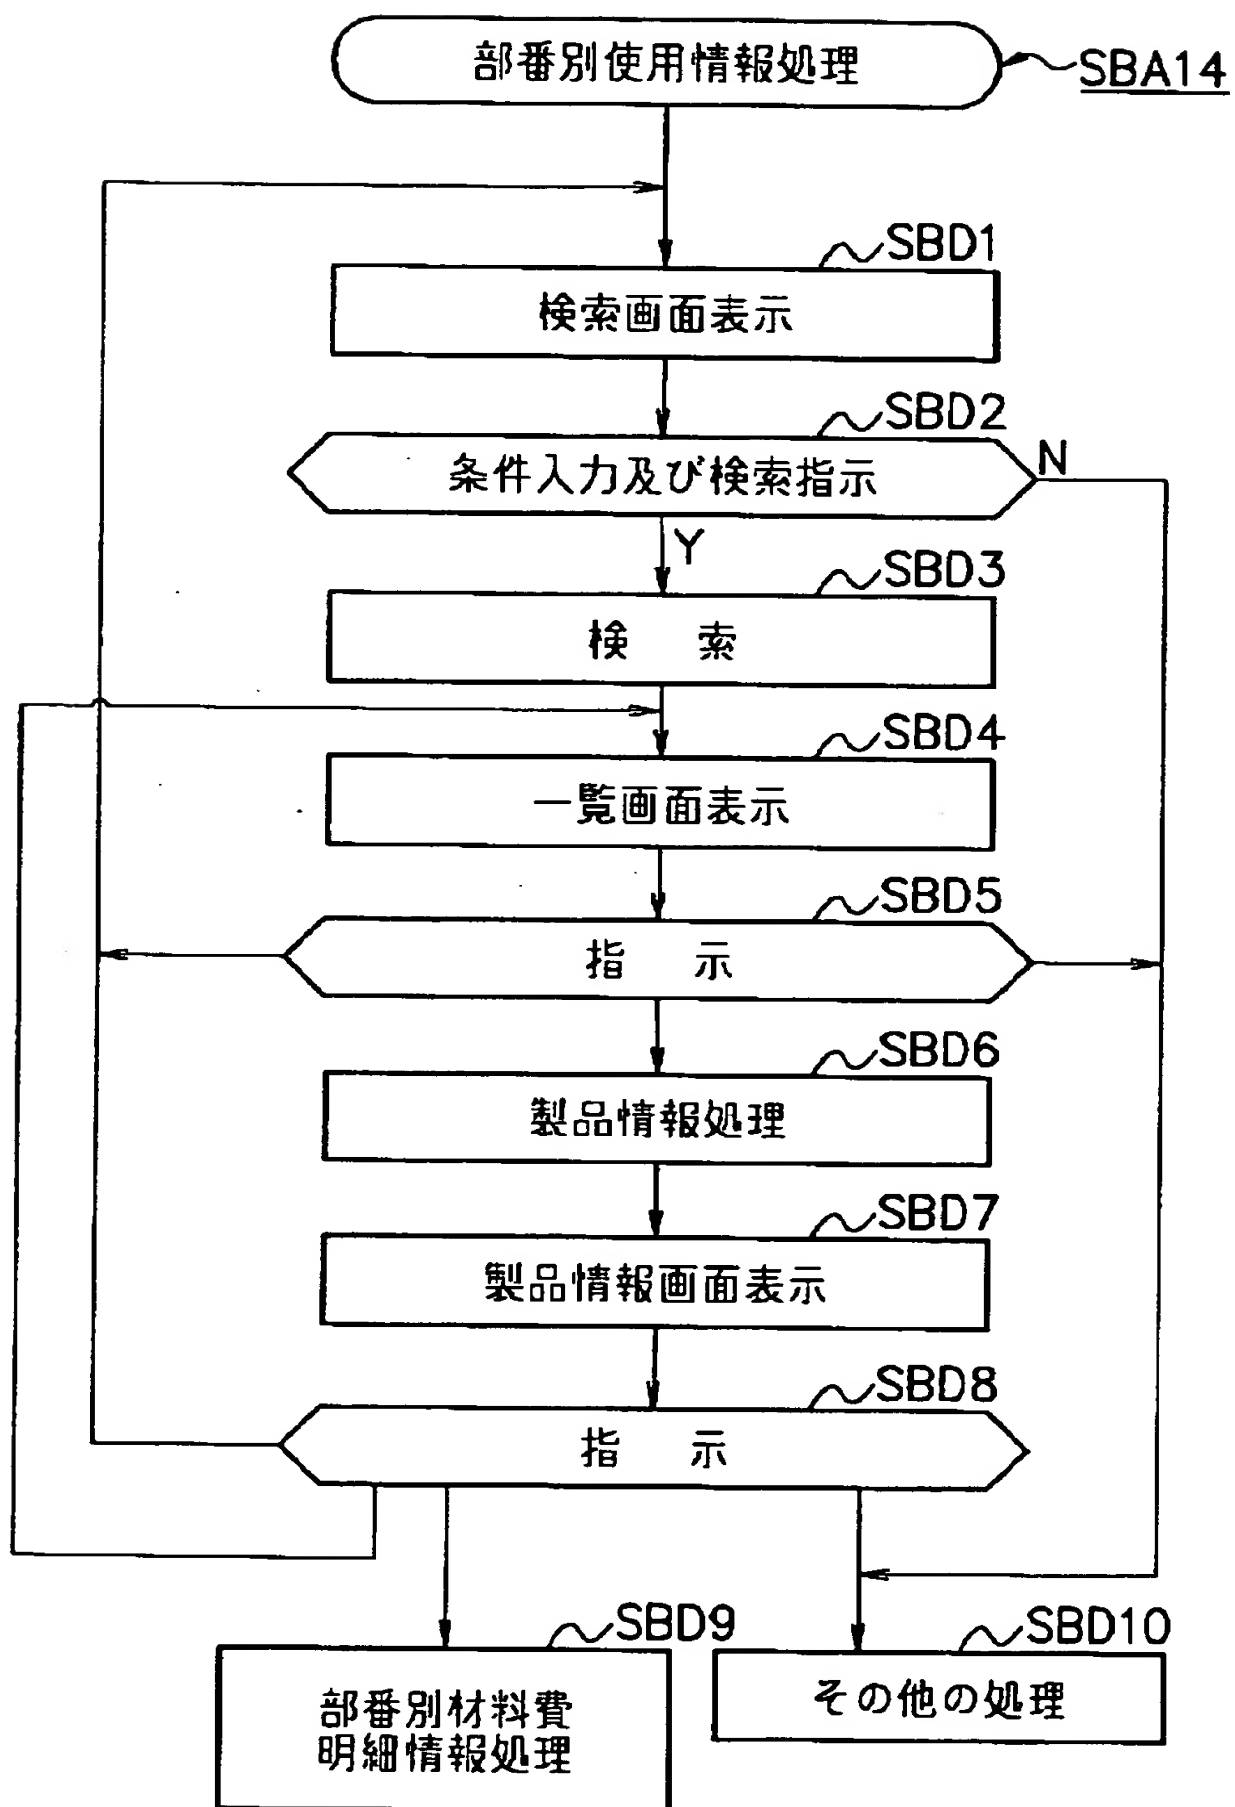 部番別使用情報処理
SBA14
SBD1
検索画面表示
SBD2
条件入力及び検索指示
N
Y
SBD3
検 索
SBD4
一覧画面表示
SBD5
指 示
SBD6
製品情報処理
SBD7
製品情報画面表示
SBD8
指 示
SBD9
部番別材料費
明細情報処理
SBD10
その他の処理